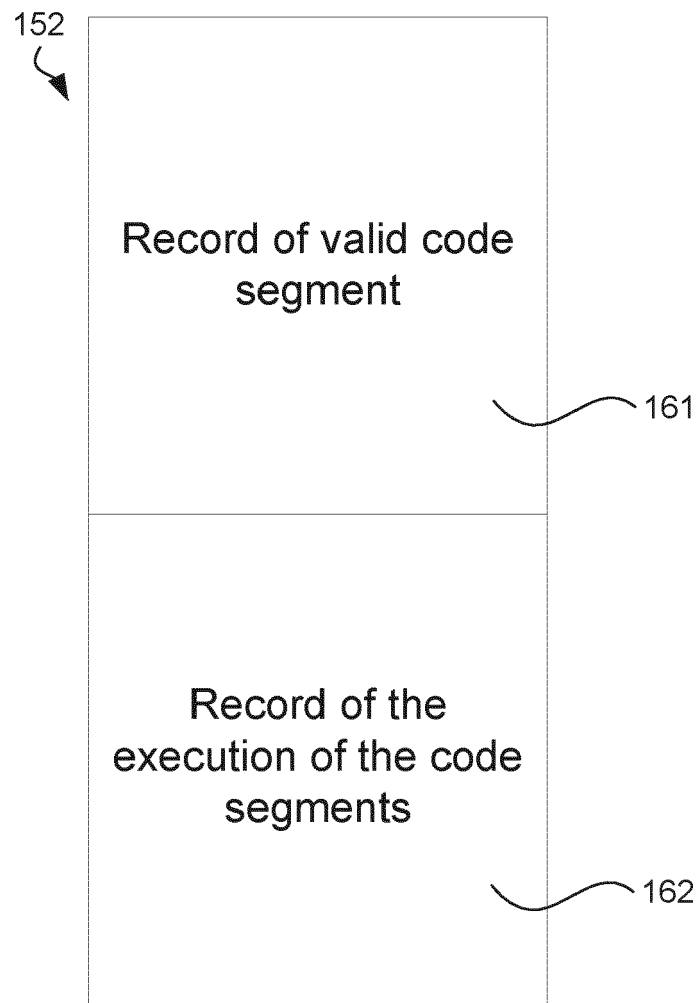 152
Record of valid code
segment
161
Record of the
execution of the code
segments
162